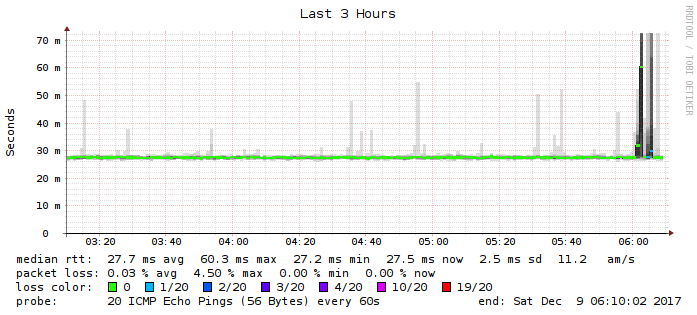 Last 3 Hours
RRDTOOL / TOBI OETIKER
Seconds
70 m
60 m
50 m
40 m
30 m
20 m
10 m
0
03:20 03:40 04:00 04:20 04:40 05:00 05:20 05:40 06:00
median rtt: 27.7 ms avg 60.3 ms max 27.2 ms min 27.5 ms now 2.5 ms sd 11.2 am/s
packet loss: 0.03 % avg 4.50 % max 0.00 % min 0.00 % now
loss color: 0 1/20 2/20 3/20 4/20 10/20 19/20
probe: 20 ICMP Echo Pings (56 Bytes) every 60s end: Sat Dec 9 06:10:02 2017